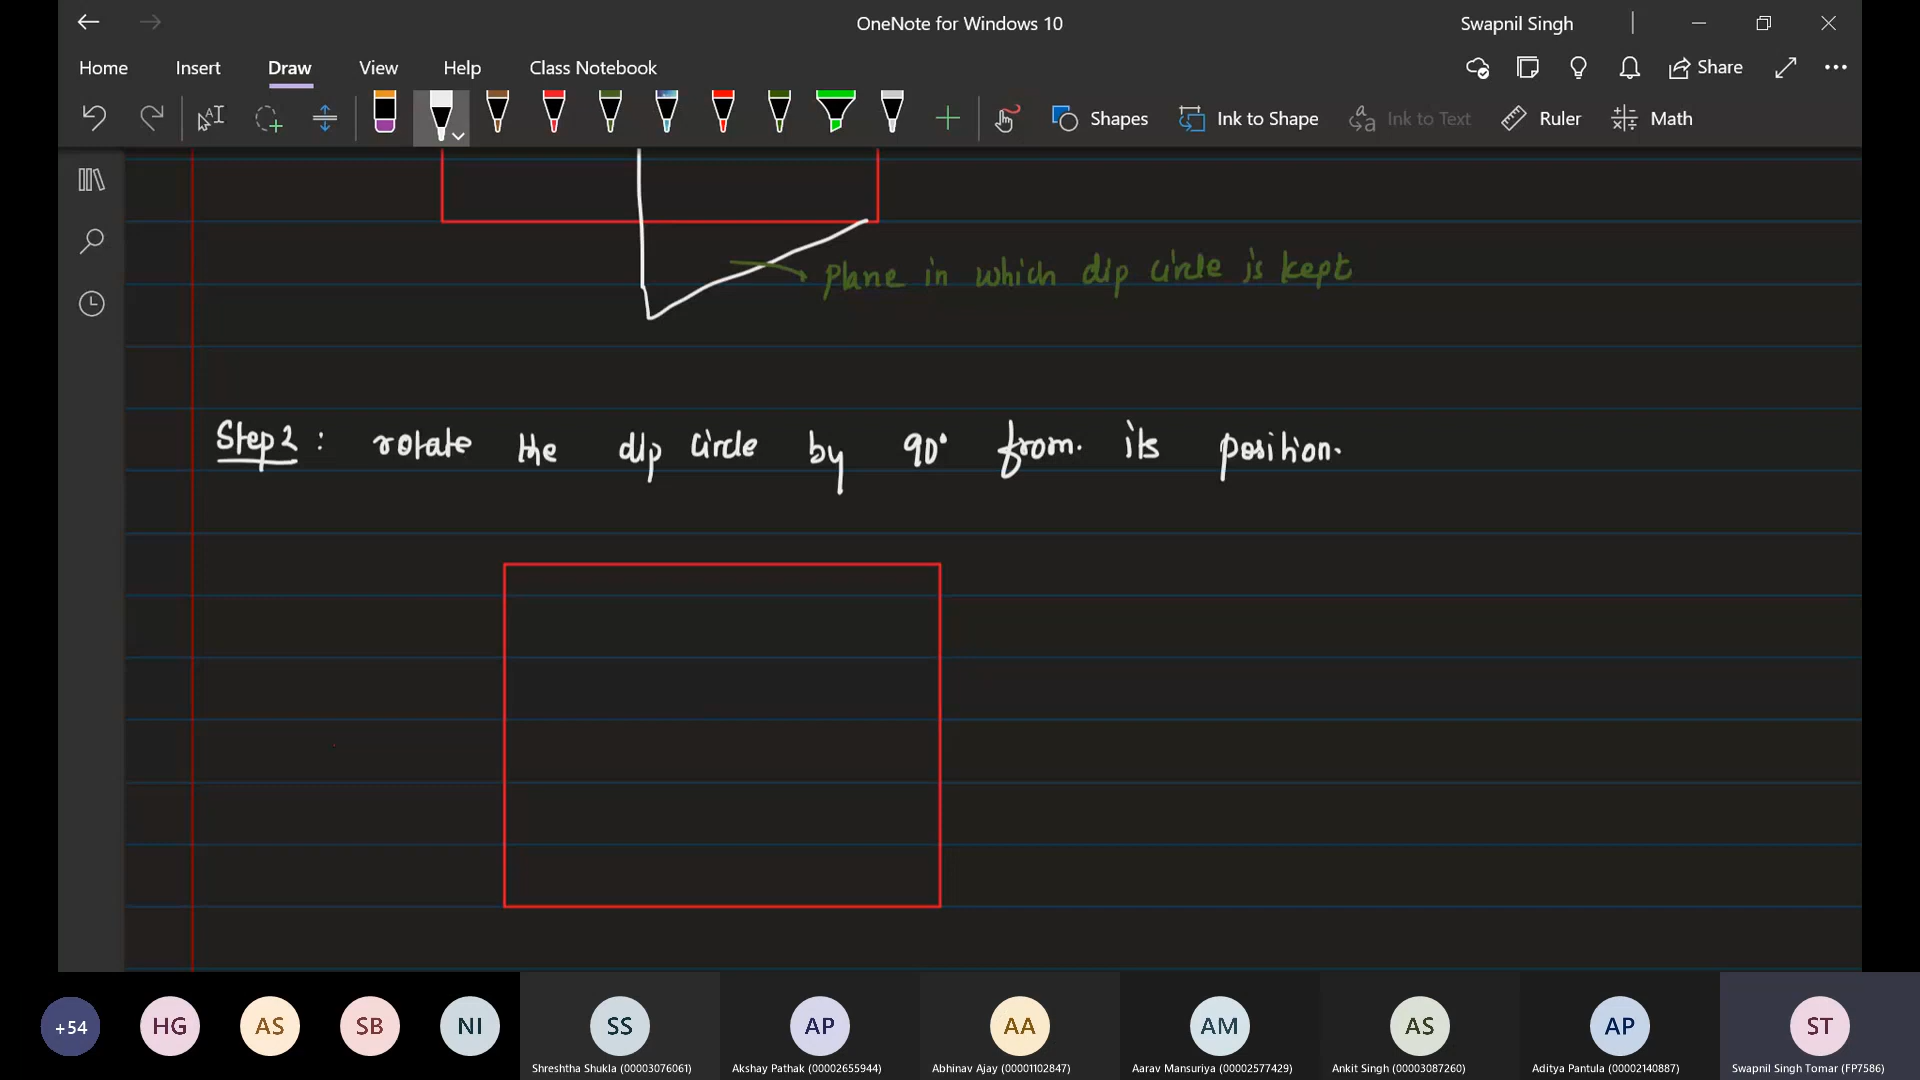 OneNote for Windows 10
Swapnil Singh
Home Insert Draw View Help Class Notebook
Share
Shapes Ink to Shape Ink to Text Ruler Math
plane in which dip circle is kept
Step 2 : rotate the dip circle by 90° from. its position.
+54 HG AS SB NI SS AP AA AM AS AP ST
Shreshtha Shukla (00003076061) Akshay Pathak (00002655944) Abhinav Ajay (00001102847) Aarav Mansuriya (00002577429) Ankit Singh (00003087260) Aditya Pantula (00002140887) Swapnil Singh Tomar (FP7586)